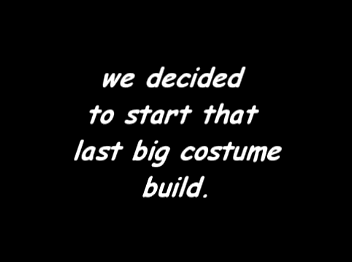 we decided
to start that
last big costume
build.